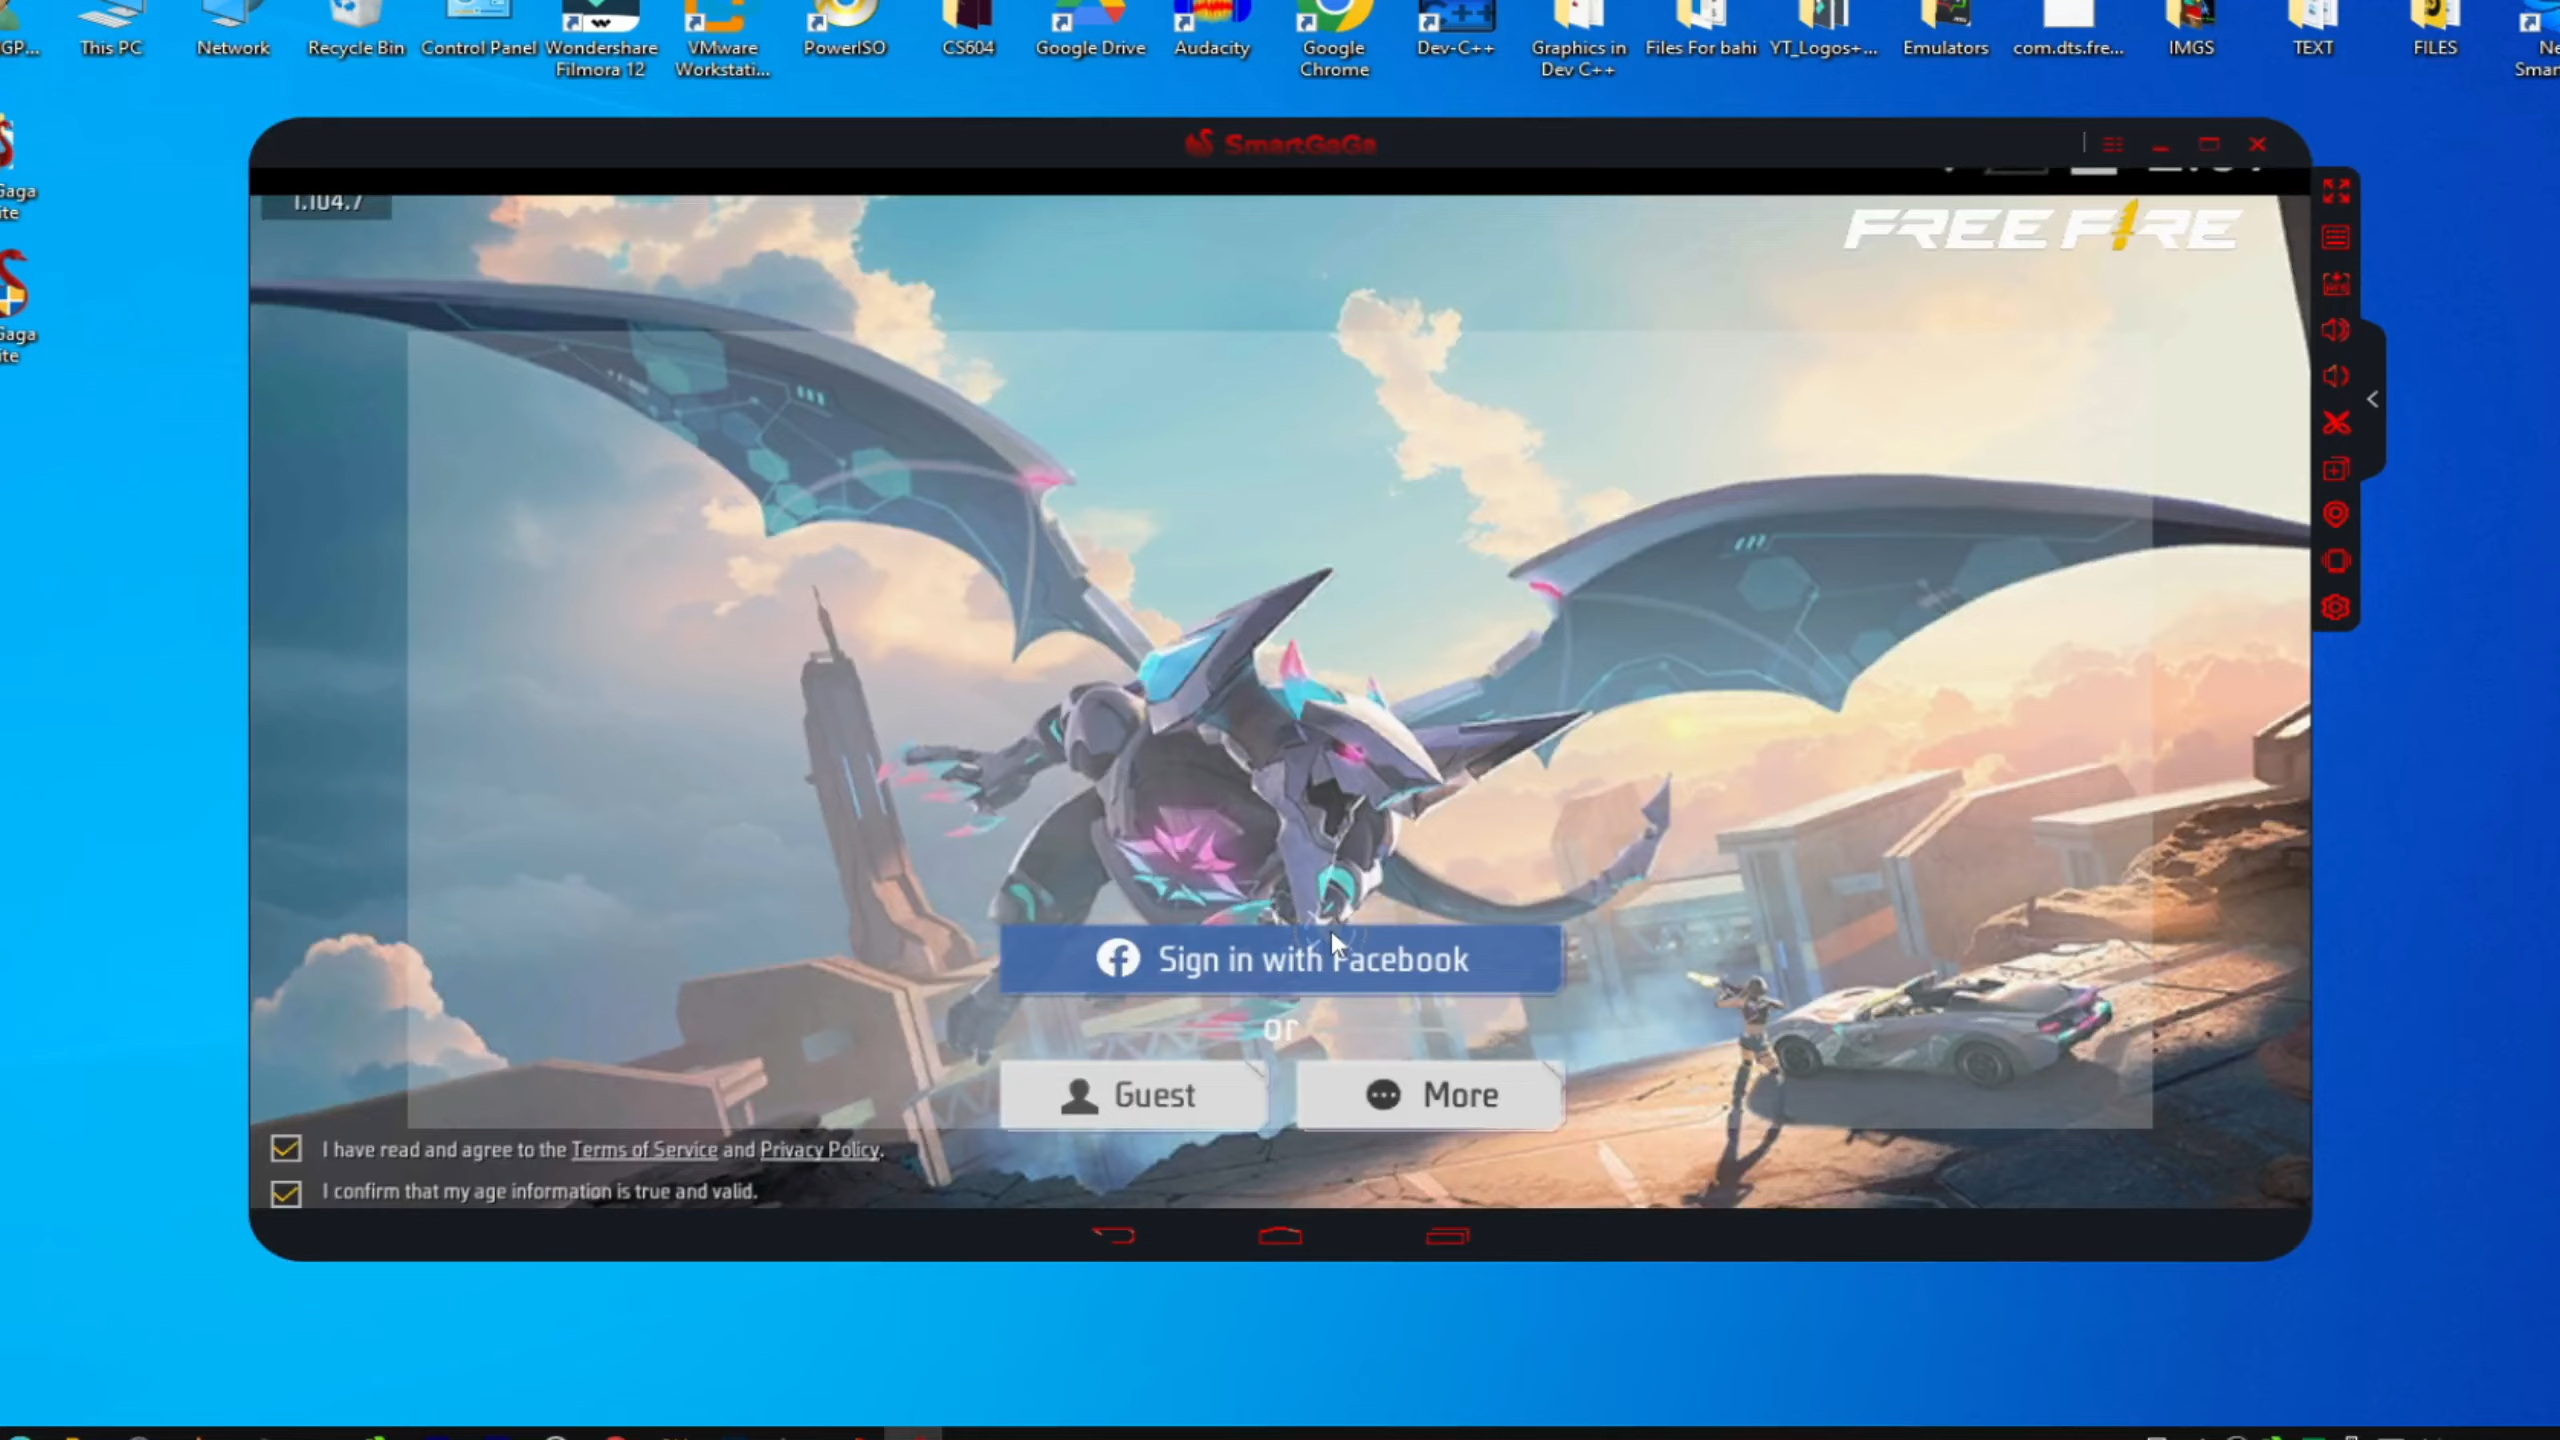 GP...
This PC
Network
Recycle Bin
Control Panel
Wondershare
Filmora 12
VMware
Workstati...
PowerISO
CS604
Google Drive
Audacity
Google
Chrome
C++
Dev-C++
Graphics in
Dev C++
Files For bahi
YT_Logos+...
Emulators
com.dts.fre...
IMGS
TEXT
FILES
Ne
Smar
Gaga
ite
Gaga
ite
SmartGaGa
1.104.7
FREE FIRE
Sign in with Facebook
or
Guest
More
I have read and agree to the Terms of Service and Privacy Policy.
I confirm that my age information is true and valid.